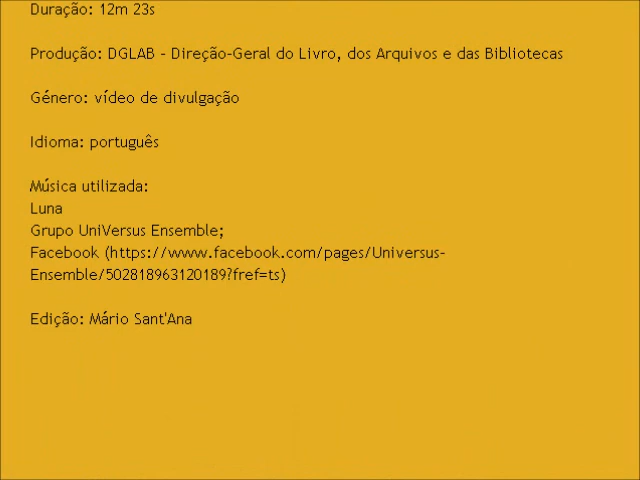 Duração: 12m 23s
Produção: DGLAB - Direção-Geral do Livro, dos Arquivos e das Bibliotecas
Género: vídeo de divulgação
Idioma: português
Música utilizada:
Luna
Grupo UniVersus Ensemble;
Facebook (https://www.facebook.com/pages/Universus-
Ensemble/502818963120189?fref=ts)
Edição: Mário Sant'Ana